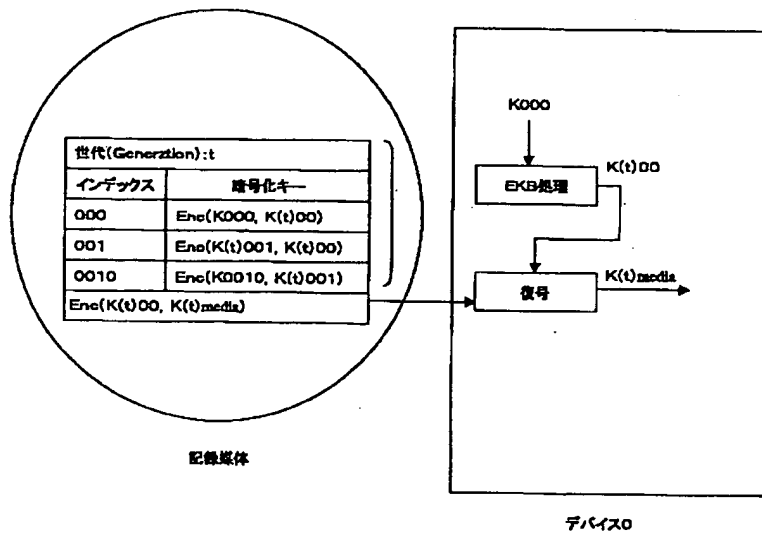 世代(Generztion):t
インデックス 暗号化キー
000 Enc(K000, K(t)00)
001 Enc(K(t)001, K(t)00)
0010 Enc(K0010, K(t)001)
Enc(K(t)00, K(t)media)
記録媒体
K000
EKB処理
K(t)00
復号
K(t)media
デバイス0